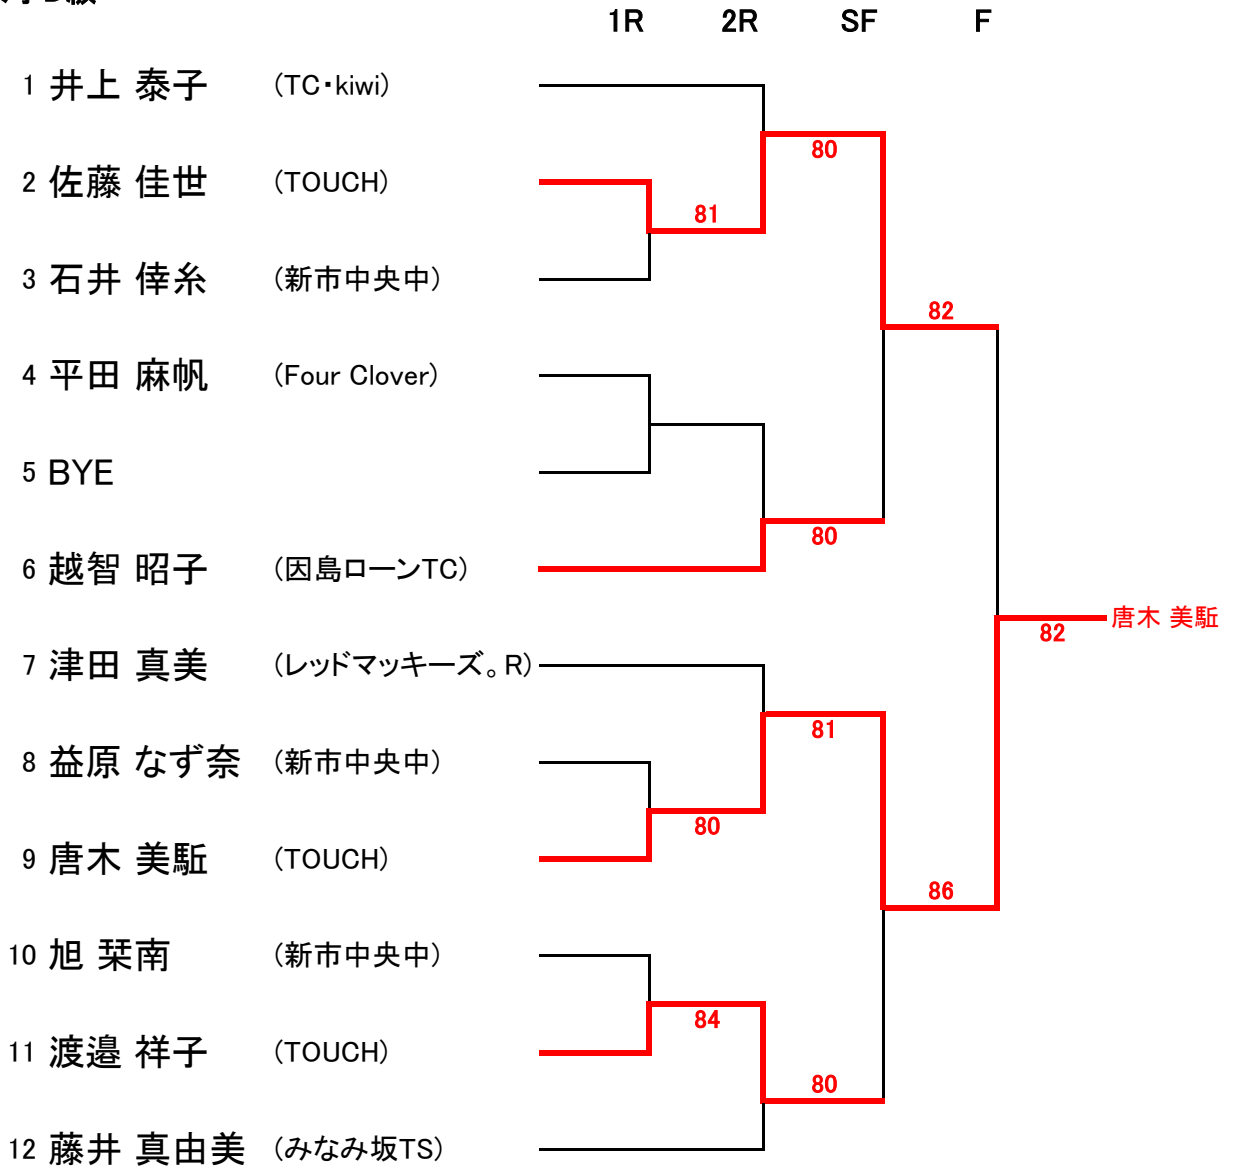 1R 2R SF F
1 井上 泰子 (TC・kiwi)
80
2 佐藤 佳世 (TOUCH)
81
3 石井 倖糸 (新市中央中)
82
4 平田 麻帆 (Four Clover)
5 BYE
80
6 越智 昭子 (因島ローンTC)
82 唐木 美駈
7 津田 真美 (レッドマッキーズ。R)
81
8 益原 なず奈 (新市中央中)
80
9 唐木 美駈 (TOUCH)
86
10 旭 栞南 (新市中央中)
84
11 渡邉 祥子 (TOUCH)
80
12 藤井 真由美 (みなみ坂TS)